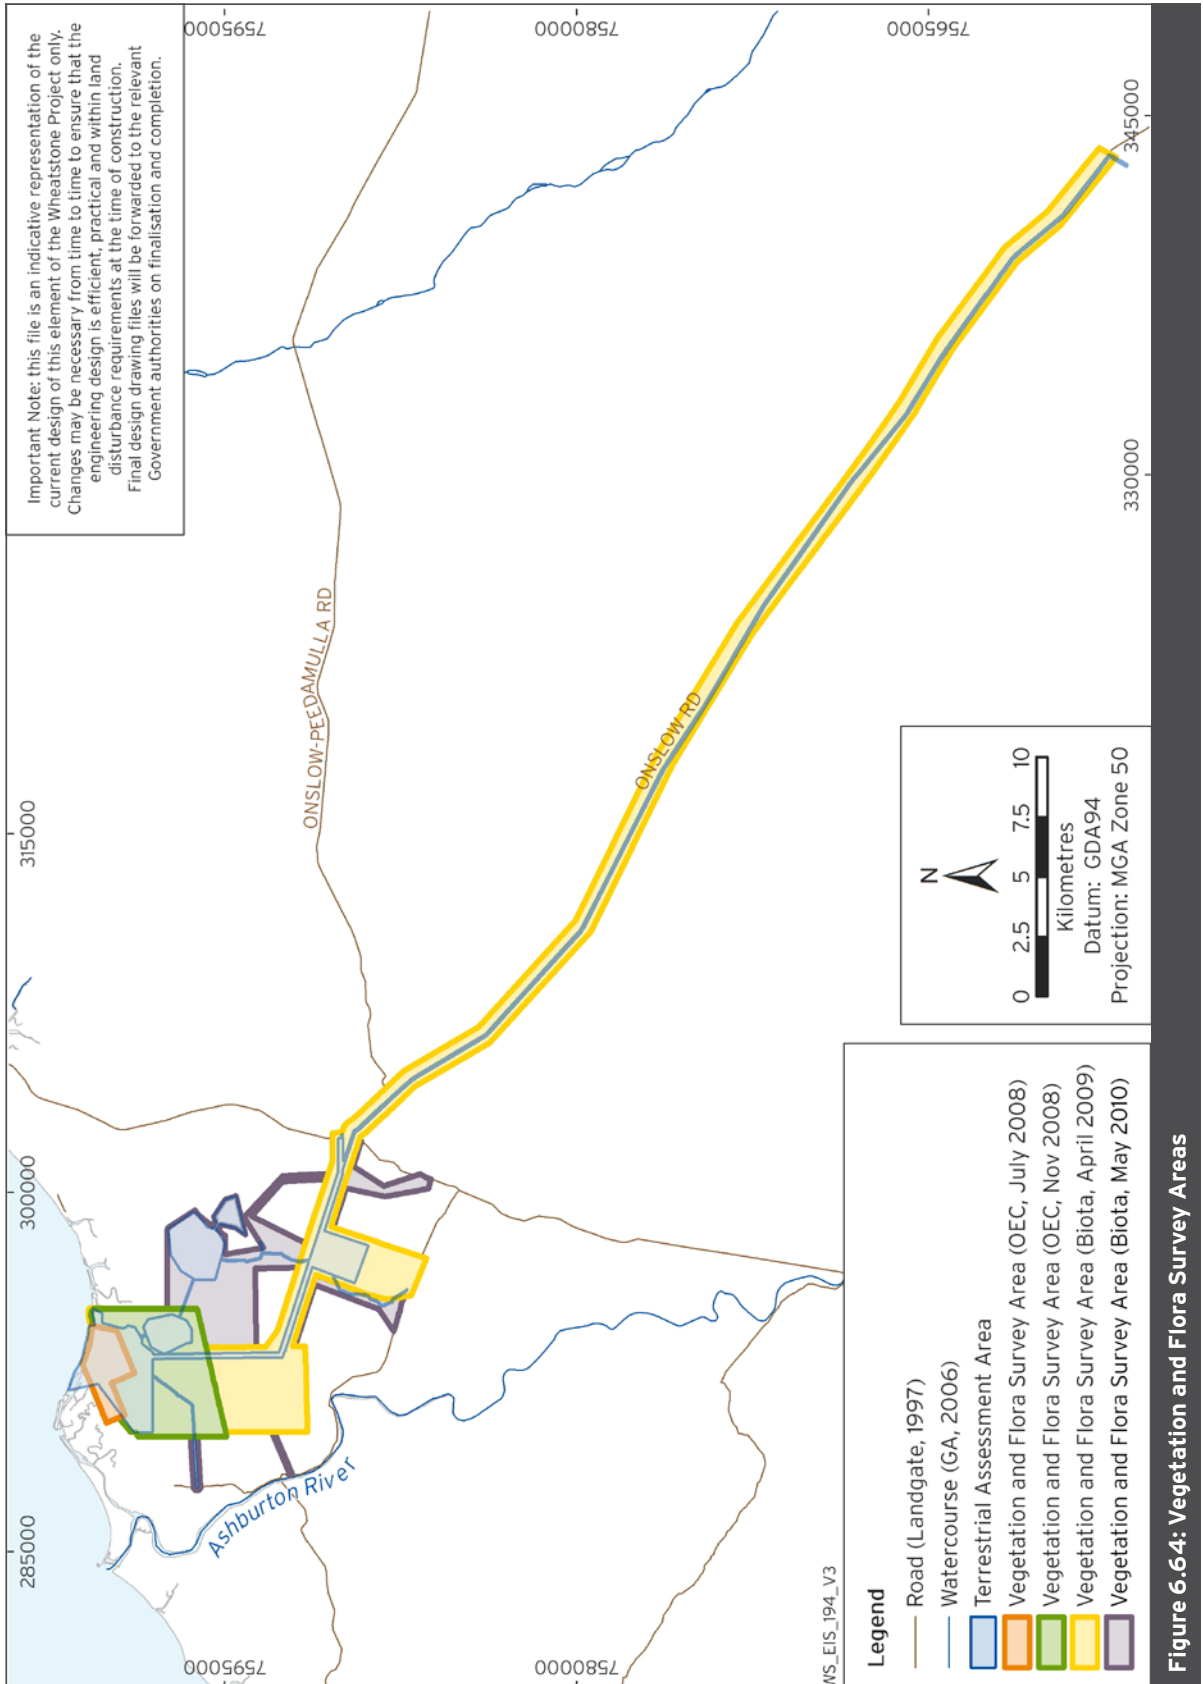 Important Note: this file is an indicative representation of the
current design of this element of the Wheatstone Project only.
Changes may be necessary from time to time to ensure that the
engineering design is efficient, practical and within land
disturbance requirements at the time of construction.
Final design drawing files will be forwarded to the relevant
Government authorities on finalisation and completion.
285000
300000
315000
7595000
7595000
7580000
7580000
7565000
330000
345000
ONSLOW-PEEDAMULLA RD
ONSLOW RD
Ashburton River
WS_EIS_194_V3
Legend
Road (Landgate, 1997)
Watercourse (GA, 2006)
Terrestrial Assessment Area
Vegetation and Flora Survey Area (OEC, July 2008)
Vegetation and Flora Survey Area (OEC, Nov 2008)
Vegetation and Flora Survey Area (Biota, April 2009)
Vegetation and Flora Survey Area (Biota, May 2010)
N
0 2.5 5 7.5 10
Kilometres
Datum: GDA94
Projection: MGA Zone 50
Figure 6.64: Vegetation and Flora Survey Areas